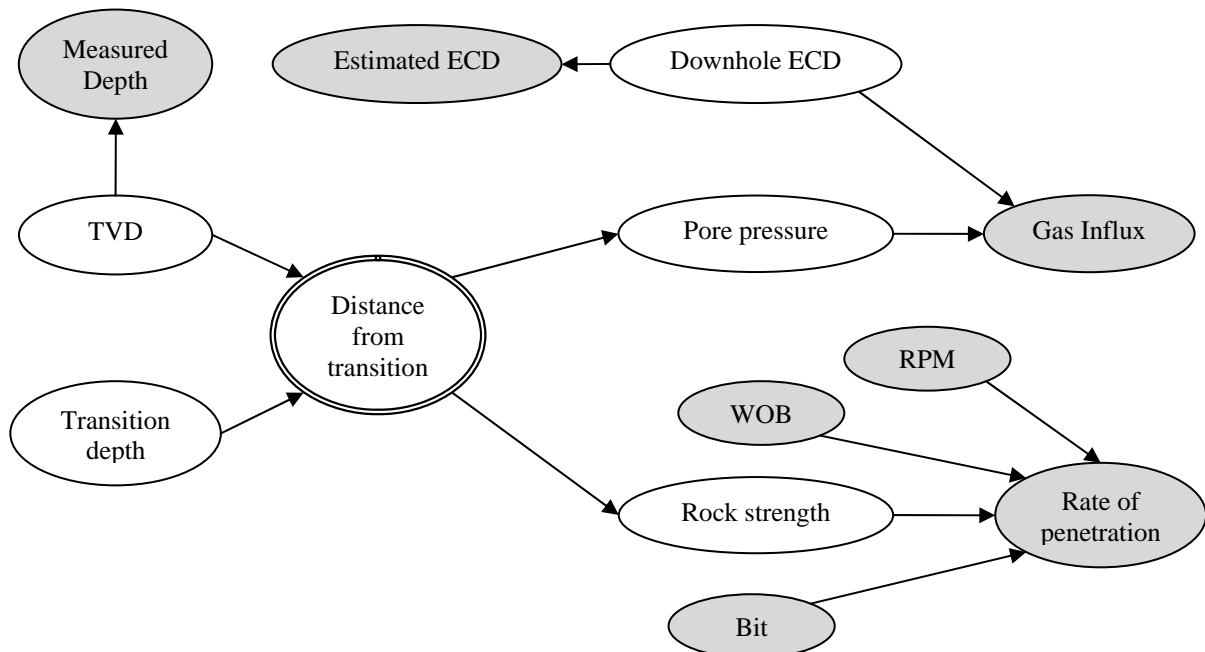 Measured
Depth
Estimated ECD
Downhole ECD
TVD
Pore pressure
Gas Influx
Distance
from
transition
RPM
Transition
depth
WOB
Rock strength
Rate of
penetration
Bit